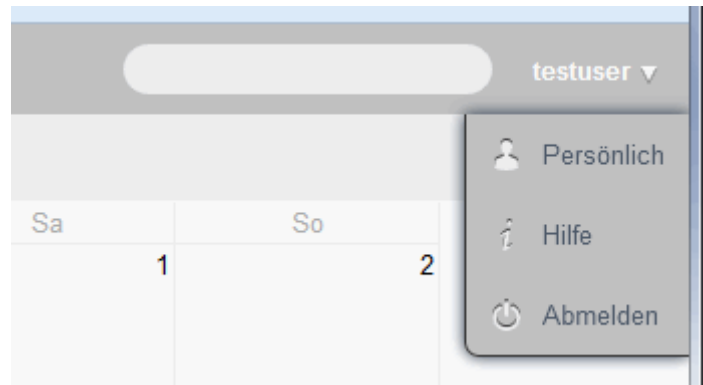 testuser ▼
Persönlich
Sa So
Hilfe
1 2
Abmelden